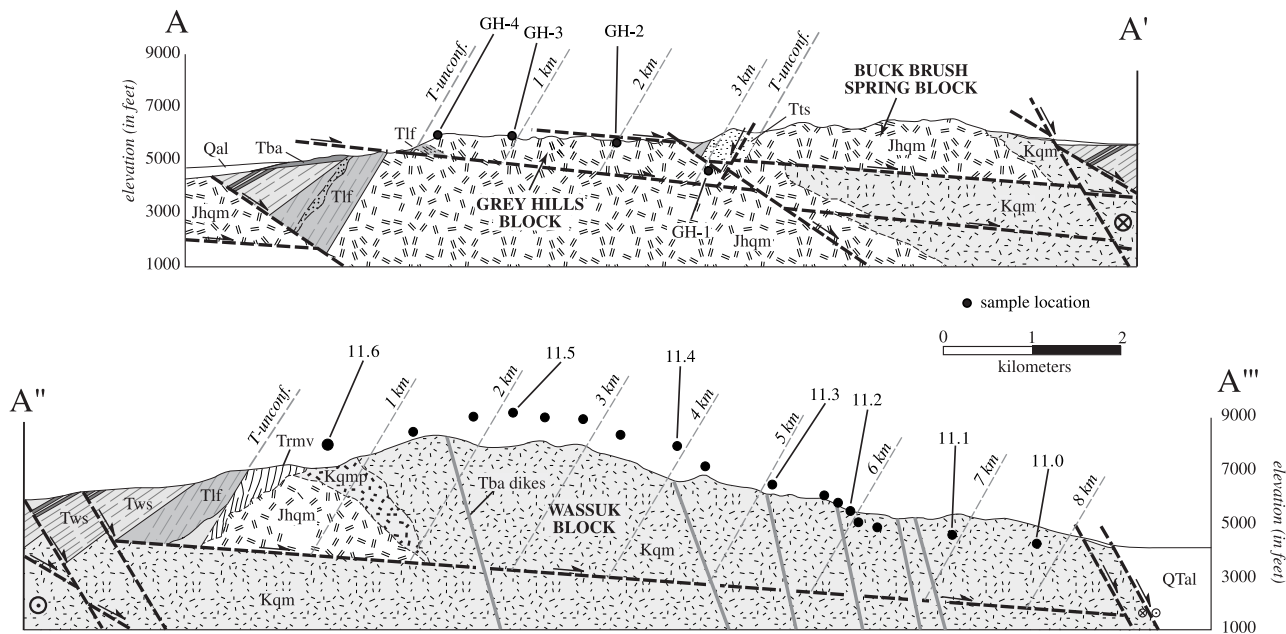 A
A'
GH-4
GH-3
GH-2
9000
7000
5000
3000
1000
elevation (in feet)
T-unconf.
1 km
2 km
3 km
T-unconf.
BUCK BRUSH
SPRING BLOCK
Tts
Tlf
Qal
Tba
Jhqm
Kqm
Tlf
GREY HILLS
BLOCK
Kqm
Jhqm
GH-1
Jhqm
sample location
0
1
2
kilometers
A''
A'''
11.6
11.5
11.4
11.3
11.2
11.1
11.0
T-unconf.
1 km
2 km
3 km
4 km
5 km
6 km
7 km
8 km
9000
7000
5000
3000
1000
elevation (in feet)
Trmv
Kqmp
Tba dikes
Tws
Tws
Tlf
Jhqm
WASSUK
BLOCK
Kqm
Kqm
QTal